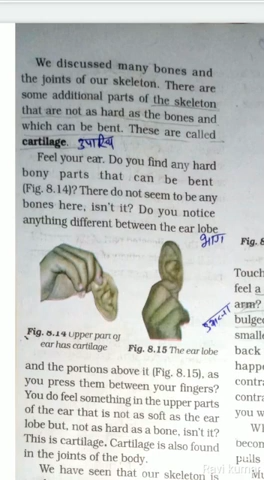 We discussed many bones and
the joints of our skeleton. There are
some additional parts of the skeleton
that are not as hard as the bones and
which can be bent. These are called
cartilage. उपास्थि
Feel your ear. Do you find any hard
bony parts that can be bent
(Fig. 8.14)? There do not seem to be any
bones here, isn't it? Do you notice
anything different between the ear lobe
भाग
Fig. 8.14 Upper part of
ear has cartilage
Fig. 8.15 The ear lobe
and the portions above it (Fig. 8.15), as
you press them between your fingers?
You do feel something in the upper parts
of the ear that is not as soft as the ear
lobe but, not as hard as a bone, isn't it?
This is cartilage. Cartilage is also found
in the joints of the body.
We have seen that our skeleton is
Fig. 8
Touch
feel a
arm?
bulge
small
back
happ
contr
contr
you w
W
becom
pulls
Mu
Ravi kumar